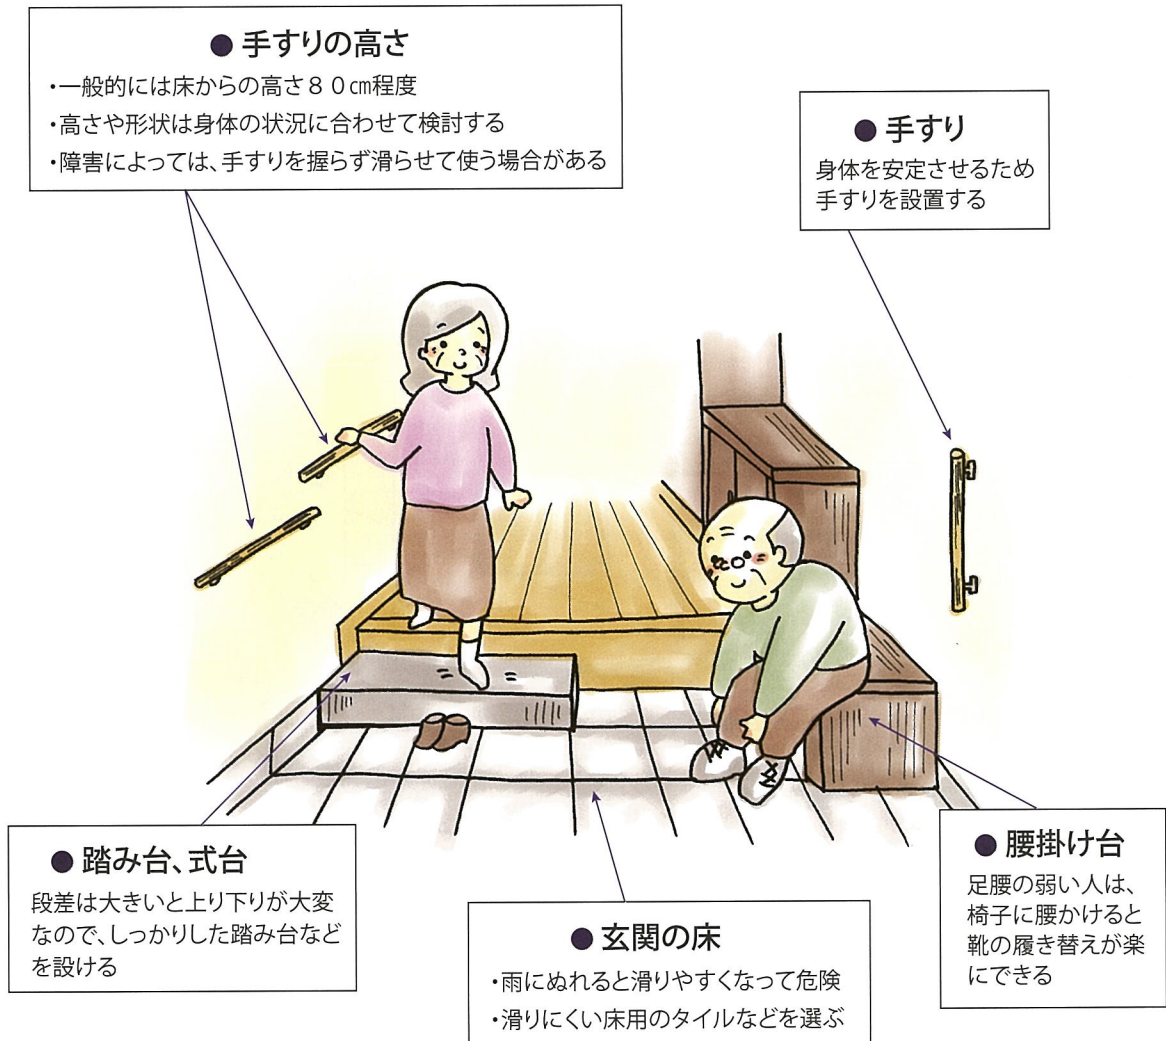 ● 手すりの高さ
・一般的には床からの高さ８０㎝程度
・高さや形状は身体の状況に合わせて検討する
・障害によっては、手すりを握らず滑らせて使う場合がある
● 手すり
身体を安定させるため
手すりを設置する
● 踏み台、式台
段差は大きいと上り下りが大変
なので、しっかりした踏み台など
を設ける
● 玄関の床
・雨にぬれると滑りやすくなって危険
・滑りにくい床用のタイルなどを選ぶ
● 腰掛け台
足腰の弱い人は、
椅子に腰かけると
靴の履き替えが楽
にできる